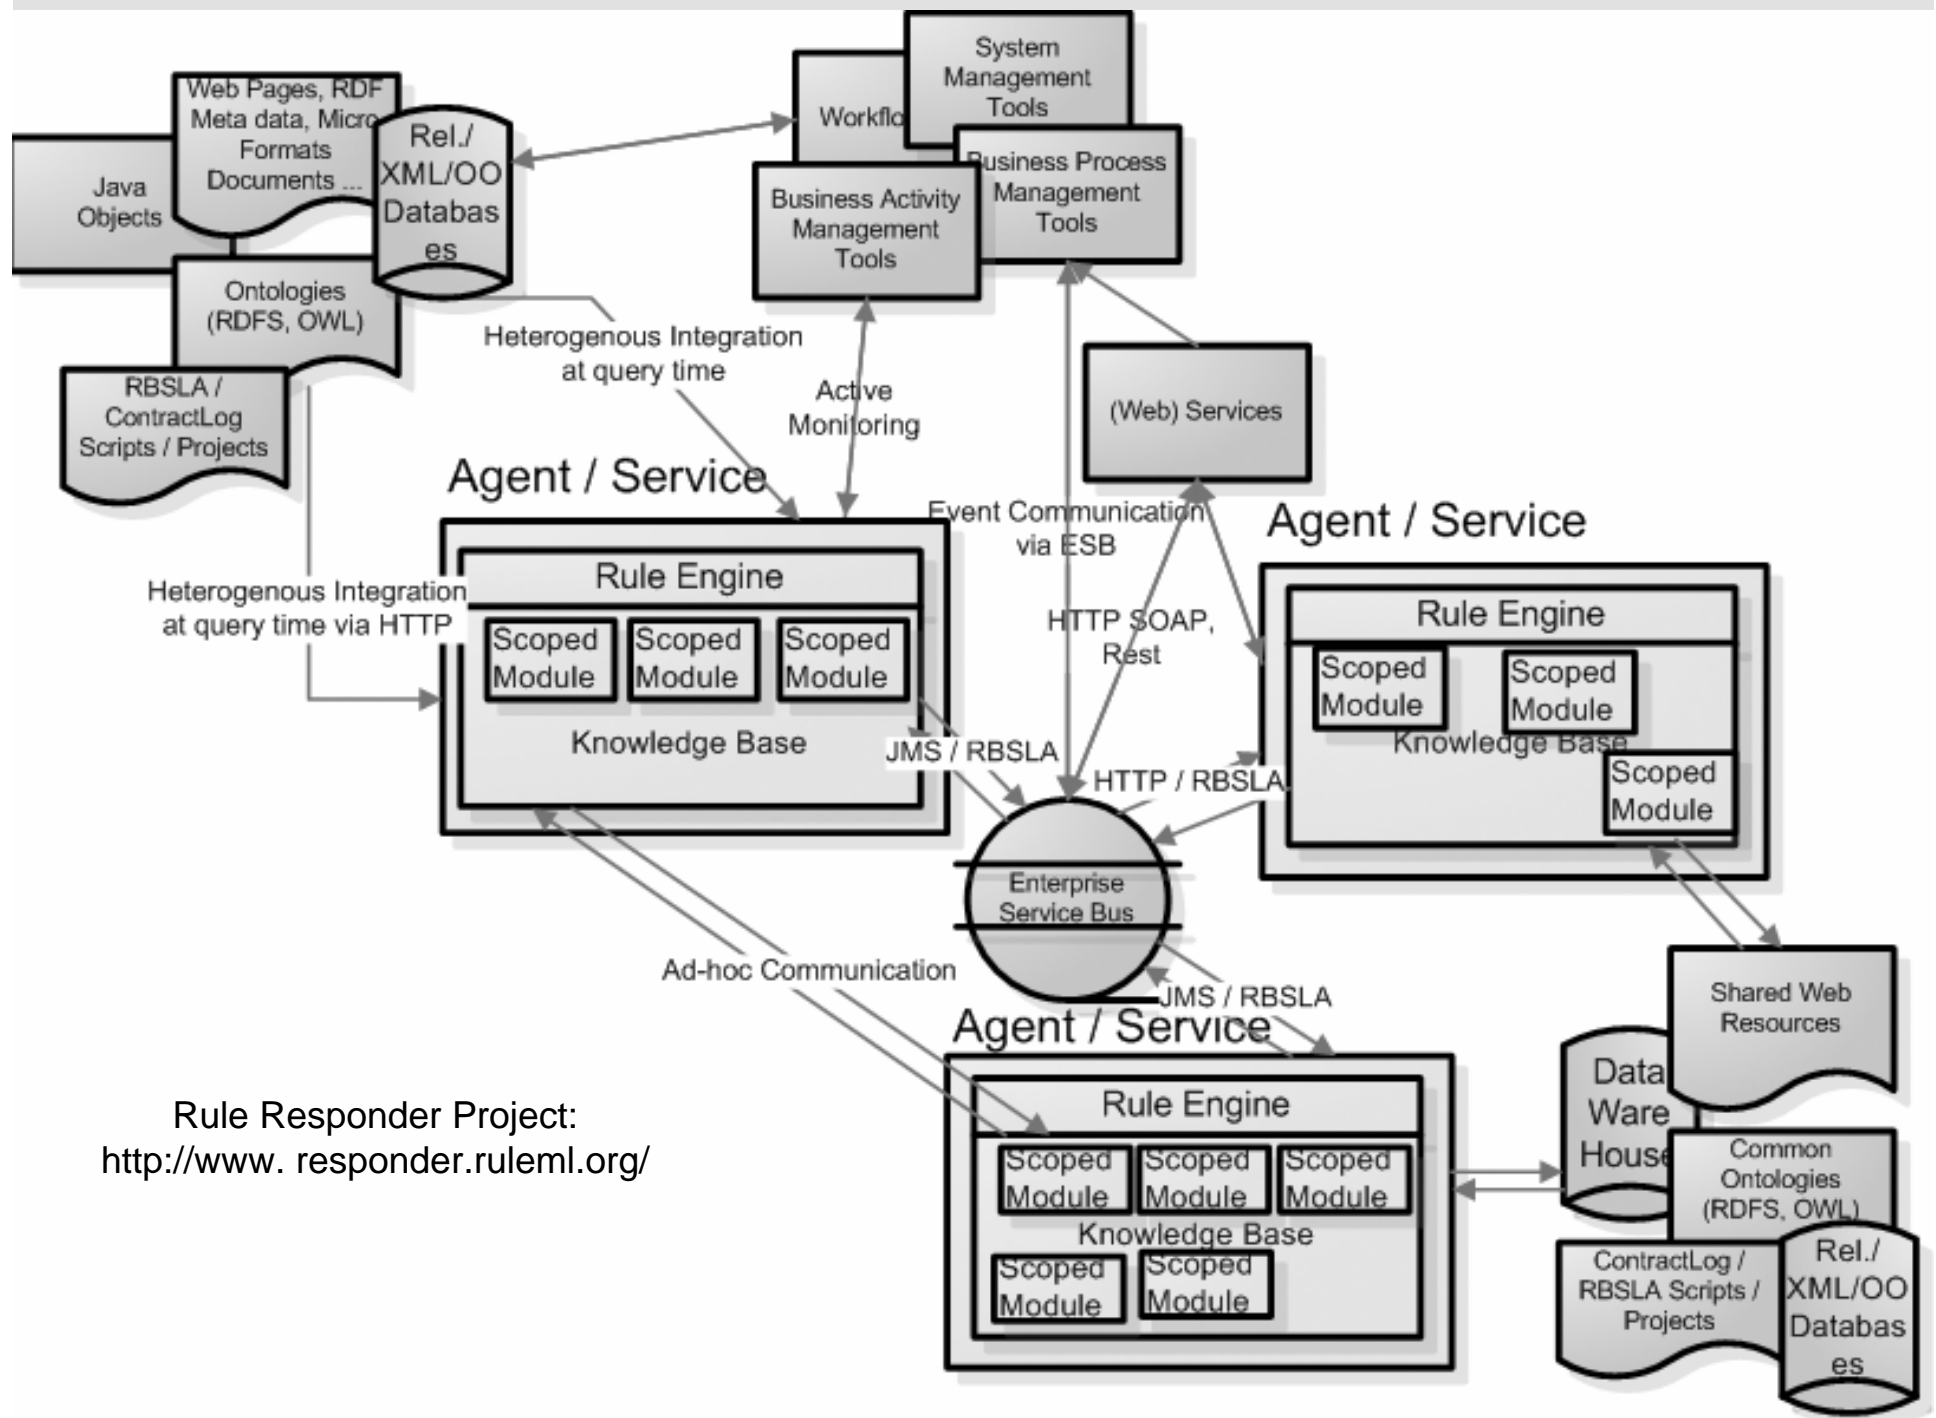 System
Management
Tools
Workflo
Business Process
Management
Tools
Business Activity
Management
Tools
Web Pages, RDF
Meta data, Micro
Formats
Documents ...
Java
Objects
Rel./
XML/OO
Databas
es
Ontologies
(RDFS, OWL)
RBSLA /
ContractLog
Scripts / Projects
Heterogenous Integration
at query time
Active
Monitoring
(Web) Services
Event Communication
via ESB
HTTP SOAP,
Rest
Heterogenous Integration
at query time via HTTP
Agent / Service
Rule Engine
Scoped
Module
Scoped
Module
Scoped
Module
Knowledge Base
Agent / Service
Rule Engine
Scoped
Module
Scoped
Module
Knowledge Base
Scoped
Module
JMS / RBSLA
HTTP / RBSLA
Enterprise
Service Bus
Ad-hoc Communication
JMS / RBSLA
Agent / Service
Rule Engine
Scoped
Module
Scoped
Module
Scoped
Module
Knowledge Base
Scoped
Module
Scoped
Module
Shared Web
Resources
Data
Ware
House
Common
Ontologies
(RDFS, OWL)
ContractLog /
RBSLA Scripts /
Projects
Rel./
XML/OO
Databas
es
Rule Responder Project:
http://www. responder.ruleml.org/